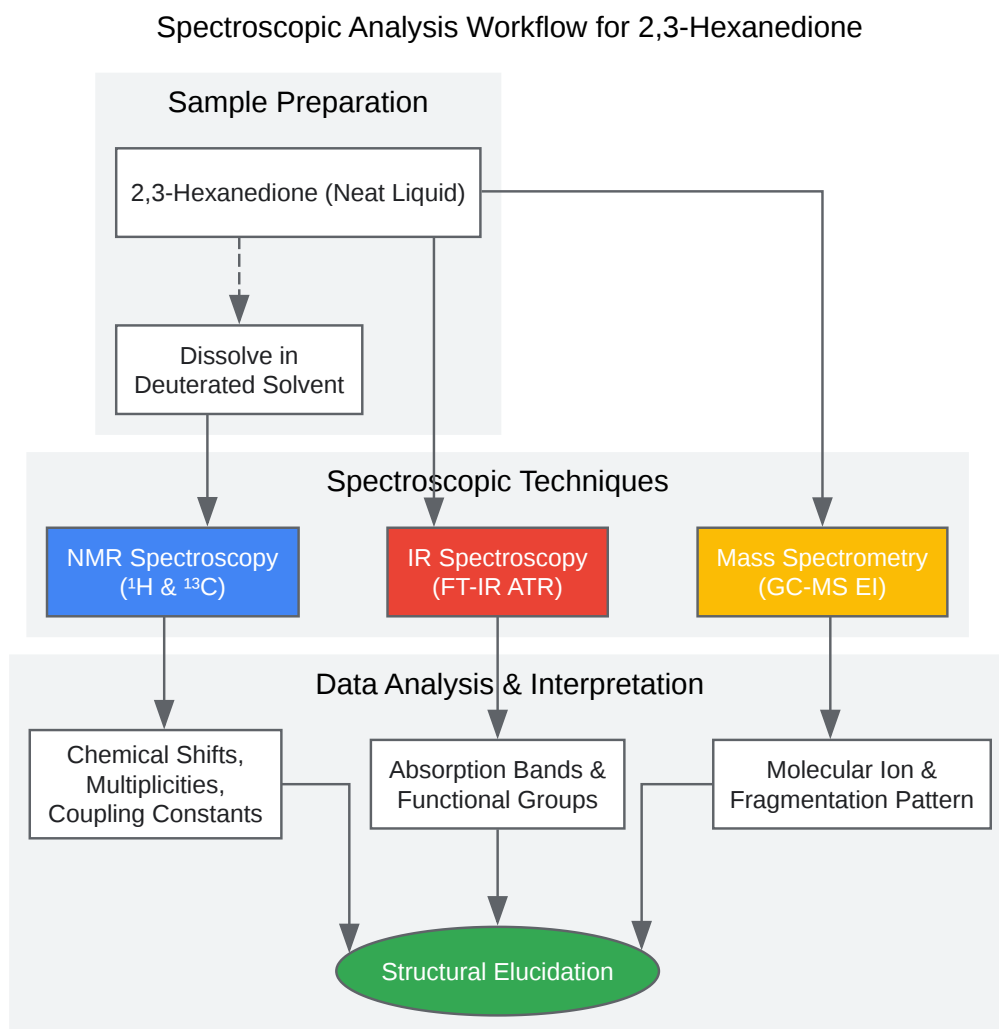 Spectroscopic Analysis Workflow for 2,3-Hexanedione
Sample Preparation
2,3-Hexanedione (Neat Liquid)
Dissolve in
Deuterated Solvent
Spectroscopic Techniques
NMR Spectroscopy
(¹H & ¹³C)
IR Spectroscopy
(FT-IR ATR)
Mass Spectrometry
(GC-MS EI)
Data Analysis & Interpretation
Chemical Shifts,
Multiplicities,
Coupling Constants
Absorption Bands &
Functional Groups
Molecular Ion &
Fragmentation Pattern
Structural Elucidation